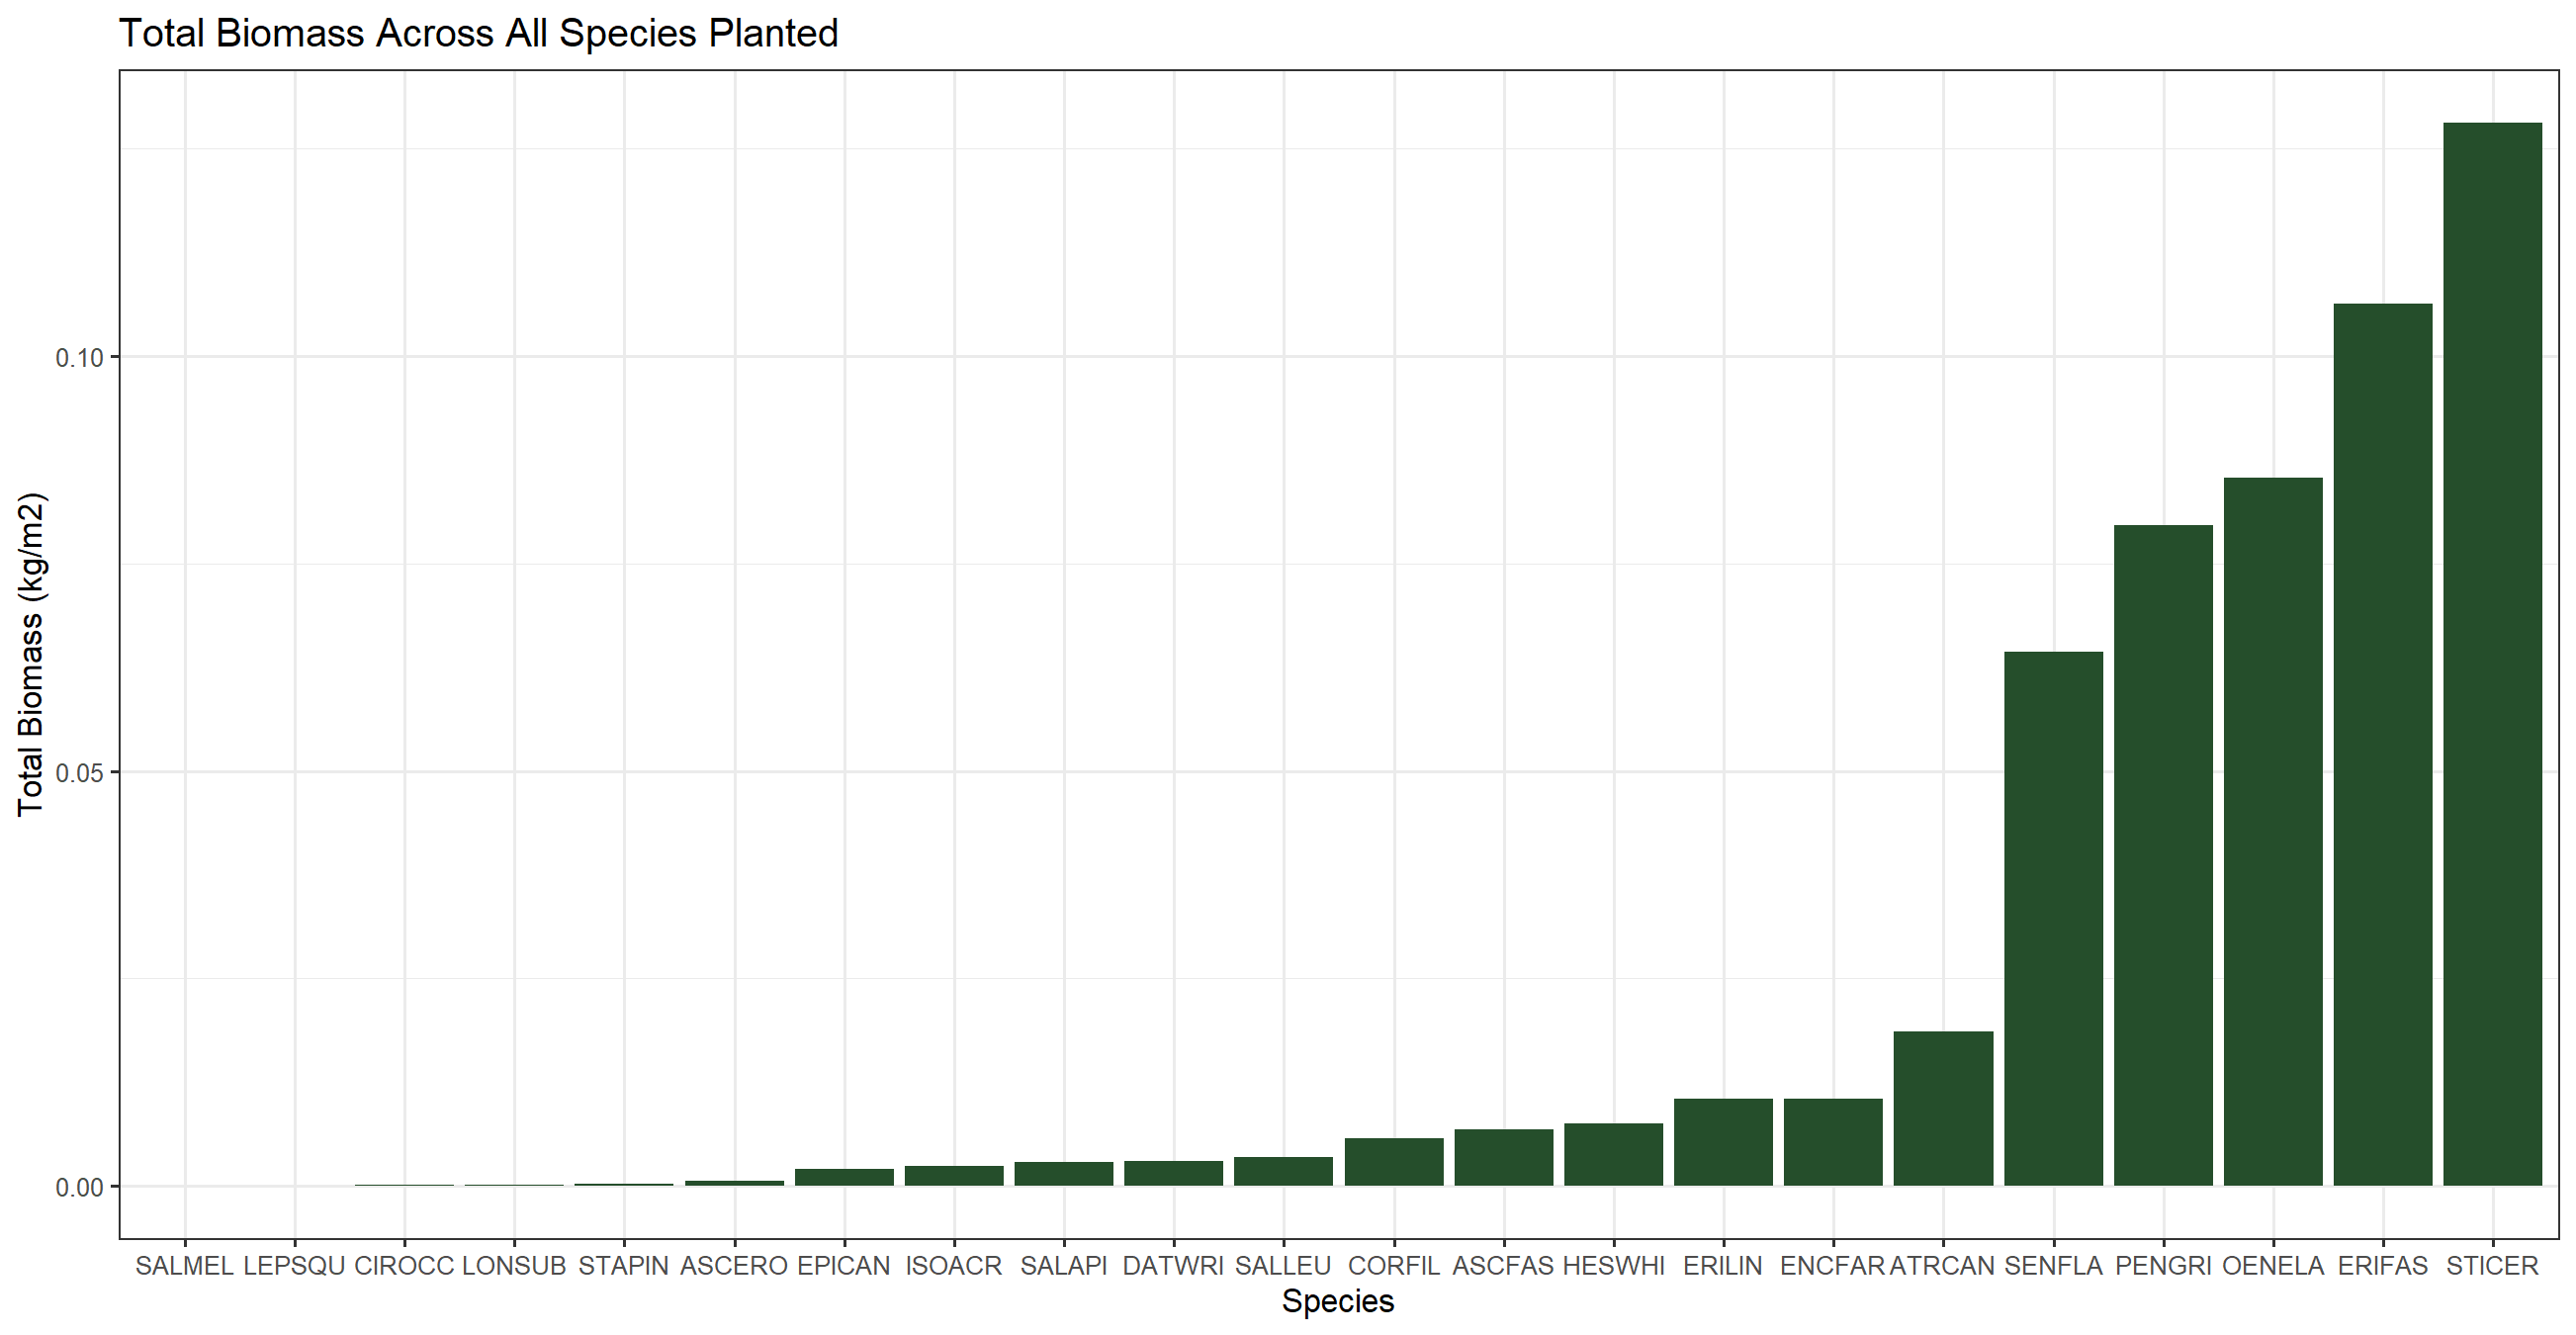 Total Biomass Across All Species Planted
Total Biomass (kg/m2)
0.10
0.05
0.00
SALMEL LEPSQU CIROCC LONSUB STAPIN ASCERO EPICAN ISOACR SALAPI DATWRI SALLEU CORFIL ASCFAS HESWHI ERILIN ENCFAR ATRCAN SENFLA PENGRI OENELA ERIFAS STICER
Species